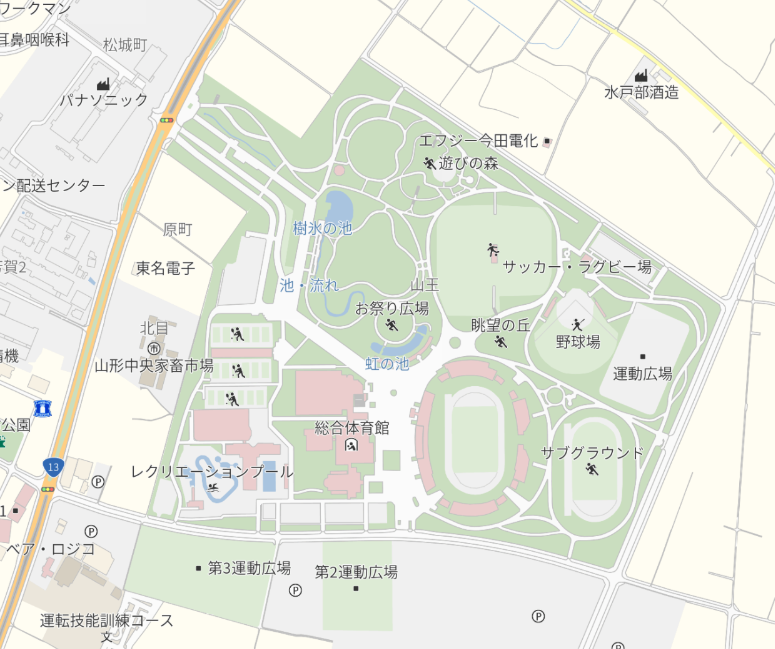 ワークマン
耳鼻咽喉科
松城町
パナソニック
水戸部酒造
エフジー今田電化
遊びの森
ン配送センター
原町
樹氷の池
東名電子
サッカー・ラグビー場
池・流れ
山王
お祭り広場
眺望の丘
野球場
北目
山形中央家畜市場
虹の池
運動広場
公園
総合体育館
サブグラウンド
13
レクリエーションプール
P
P
1
ベア・ロジコ
第3運動広場
第2運動広場
P
P
運転技能訓練コース
文
P